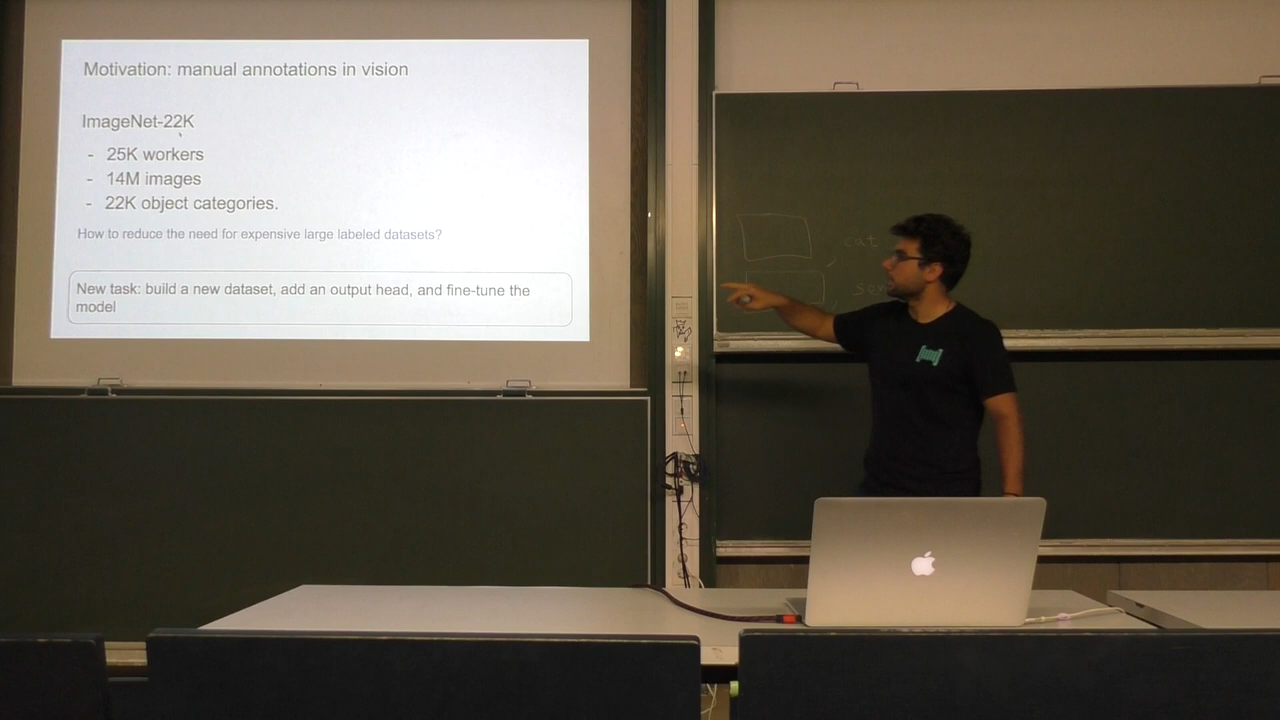 Motivation: manual annotations in vision
ImageNet-22K
- 25K workers
- 14M images
- 22K object categories.
How to reduce the need for expensive large labeled datasets?
New task: build a new dataset, add an output head, and fine-tune the
model
cat